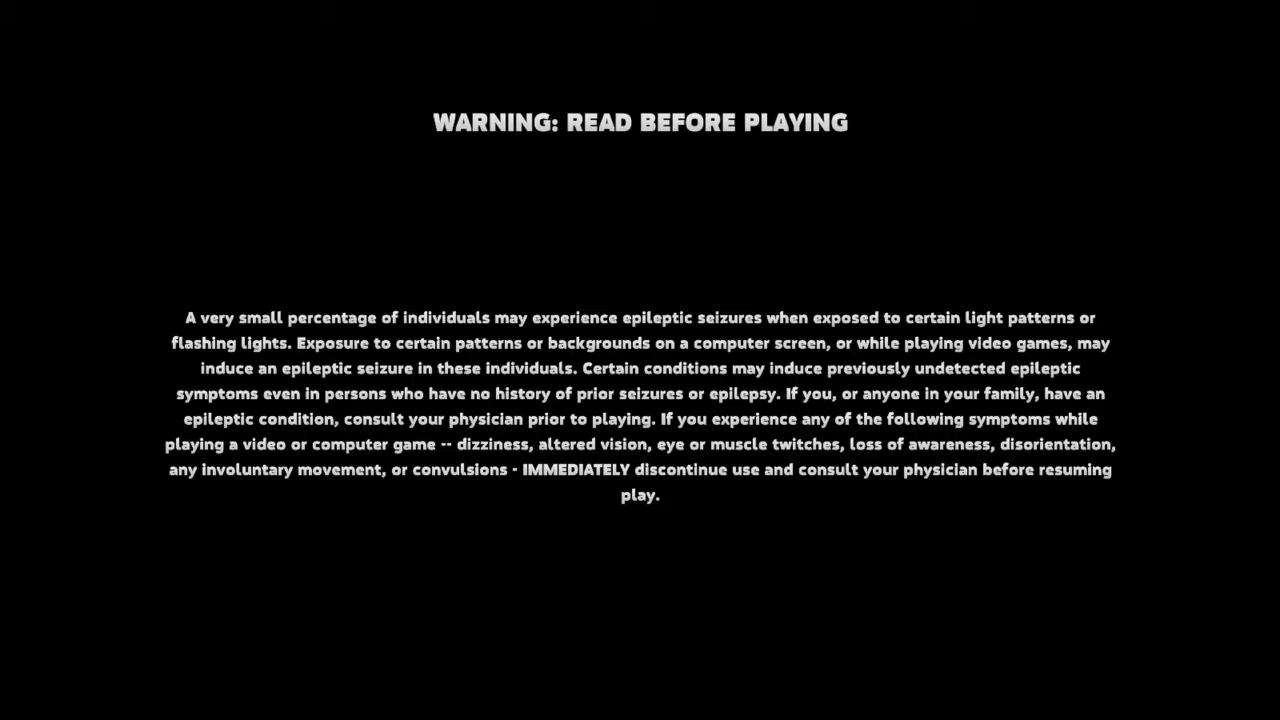 WARNING: READ BEFORE PLAYING
A very small percentage of individuals may experience epileptic seizures when exposed to certain light patterns or
flashing lights. Exposure to certain patterns or backgrounds on a computer screen, or while playing video games, may
induce an epileptic seizure in these individuals. Certain conditions may induce previously undetected epileptic
symptoms even in persons who have no history of prior seizures or epilepsy. If you, or anyone in your family, have an
epileptic condition, consult your physician prior to playing. If you experience any of the following symptoms while
playing a video or computer game -- dizziness, altered vision, eye or muscle twitches, loss of awareness, disorientation,
any involuntary movement, or convulsions - IMMEDIATELY discontinue use and consult your physician before resuming
play.